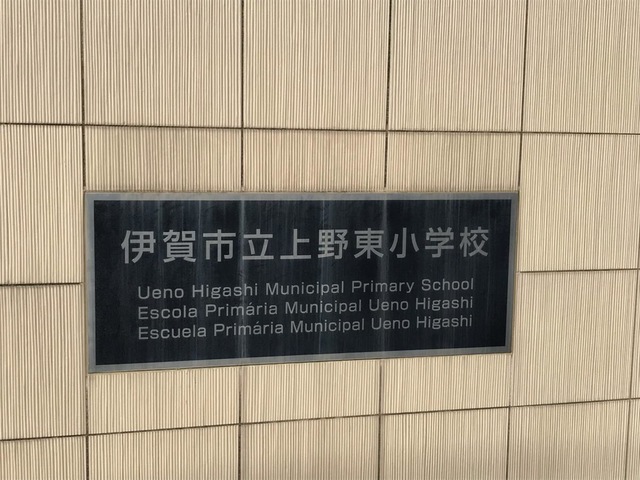 伊賀市立上野東小学校
Ueno Higashi Municipal Primary School
Escola Primária Municipal Ueno Higashi
Escuela Primária Municipal Ueno Higashi